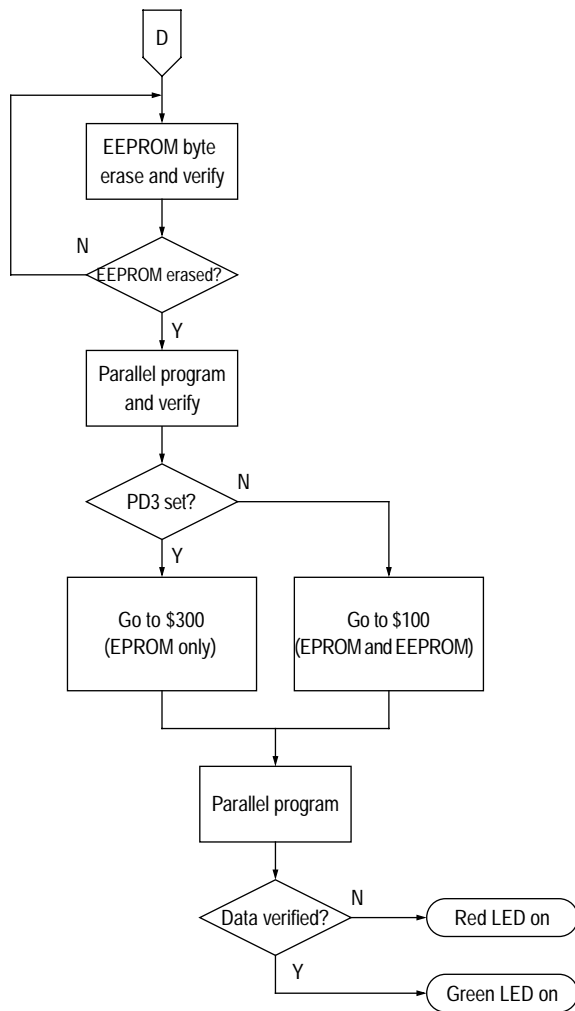 D
EEPROM byte
erase and verify
N
EEPROM erased?
Y
Parallel program
and verify
N
PD3 set?
Y
Go to $300
(EPROM only)
Go to $100
(EPROM and EEPROM)
Parallel program
N
Data verified?
Red LED on
Y
Green LED on